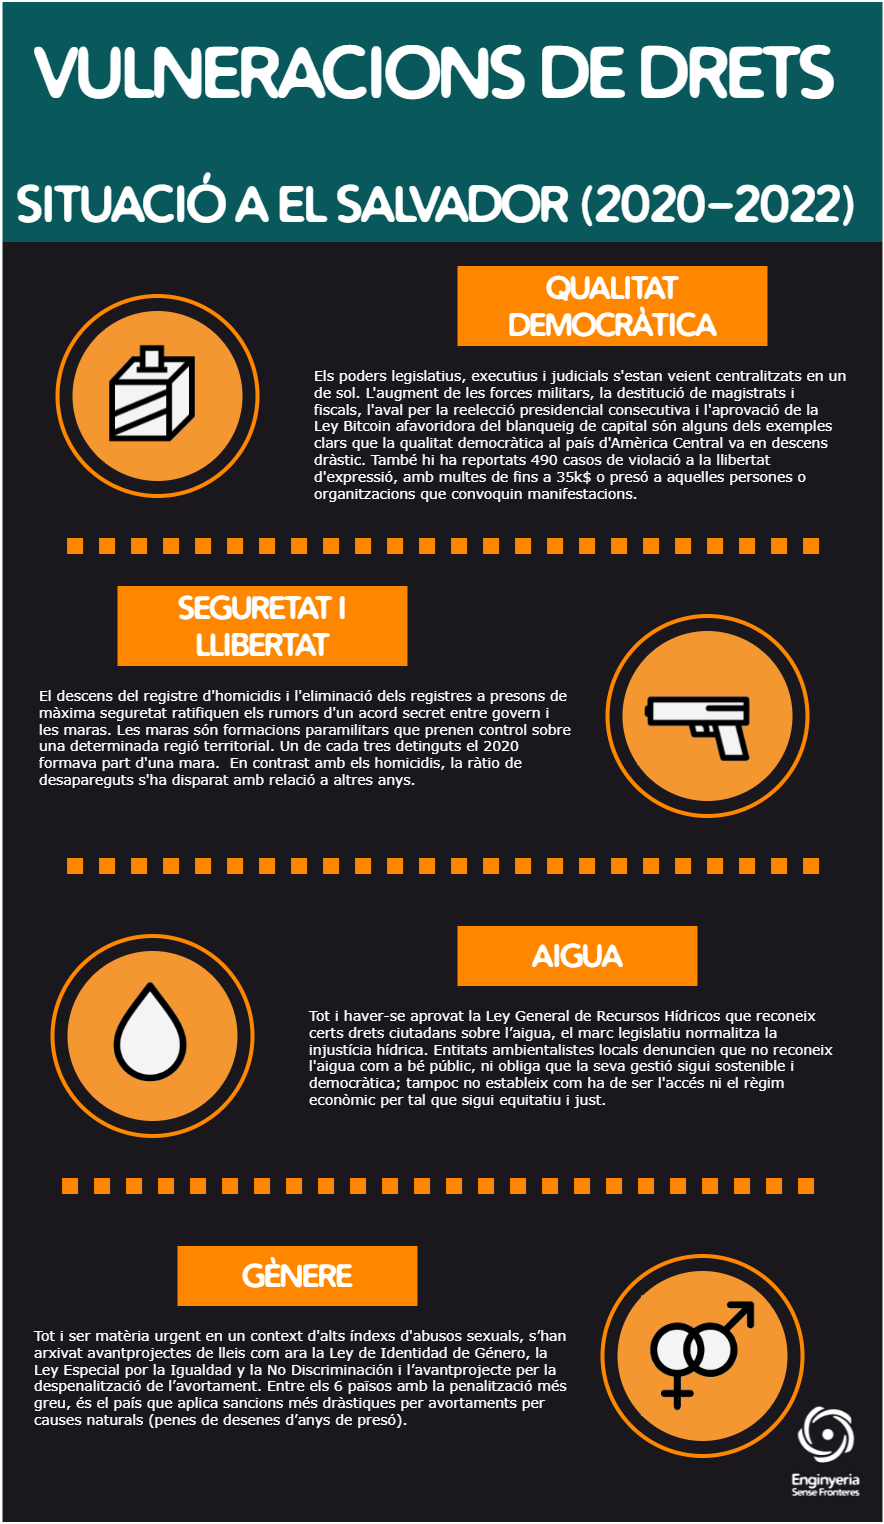 VULNERACIONS DE DRETS
SITUACIÓ A EL SALVADOR (2020-2022)
QUALITAT
DEMOCRÀTICA
Els poders legislatius, executius i judicials s'estan veient centralitzats en un
de sol. L'augment de les forces militars, la destitució de magistrats i
fiscals, l'aval per la reelecció presidencial consecutiva i l'aprovació de la
Ley Bitcoin afavoridora del blanqueig de capital són alguns dels exemples
clars que la qualitat democràtica al país d'Amèrica Central va en descens
dràstic. També hi ha reportats 490 casos de violació a la llibertat
d'expressió, amb multes de fins a 35k$ o presó a aquelles persones o
organitzacions que convoquin manifestacions.
SEGURETAT I
LLIBERTAT
El descens del registre d'homicidis i l'eliminació dels registres a presons de
màxima seguretat ratifiquen els rumors d'un acord secret entre govern i
les maras. Les maras són formacions paramilitars que prenen control sobre
una determinada regió territorial. Un de cada tres detinguts el 2020
formava part d'una mara.  En contrast amb els homicidis, la ràtio de
desapareguts s'ha disparat amb relació a altres anys.
AIGUA
Tot i haver-se aprovat la Ley General de Recursos Hídricos que reconeix
certs drets ciutadans sobre l’aigua, el marc legislatiu normalitza la
injustícia hídrica. Entitats ambientalistes locals denuncien que no reconeix
l'aigua com a bé públic, ni obliga que la seva gestió sigui sostenible i
democràtica; tampoc no estableix com ha de ser l'accés ni el règim
econòmic per tal que sigui equitatiu i just.
GÈNERE
Tot i ser matèria urgent en un context d'alts índexs d'abusos sexuals, s’han
arxivat avantprojectes de lleis com ara la Ley de Identidad de Género, la
Ley Especial por la Igualdad y la No Discriminación i l’avantprojecte per la
despenalització de l’avortament. Entre els 6 països amb la penalització més
greu, és el país que aplica sancions més dràstiques per avortaments per
causes naturals (penes de desenes d’anys de presó).
Enginyeria
Sense Fronteres